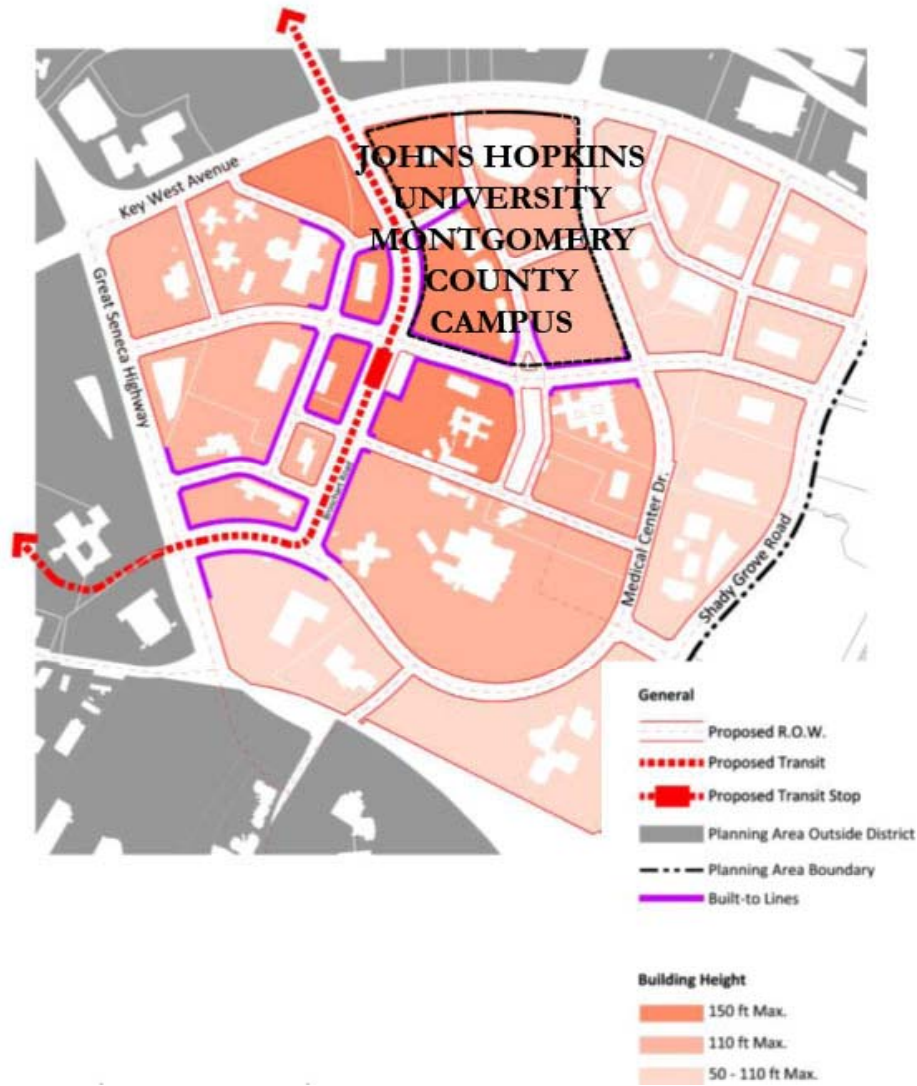 JOHNS HOPKINS
UNIVERSITY
MONTGOMERY
COUNTY
CAMPUS
Key West Avenue
Great Seneca Highway
Medical Center Dr.
Shady Grove Road
General
Proposed R.O.W.
Proposed Transit
Proposed Transit Stop
Planning Area Outside District
Planning Area Boundary
Built-to Lines
Building Height
150 ft Max.
110 ft Max.
50 - 110 ft Max.